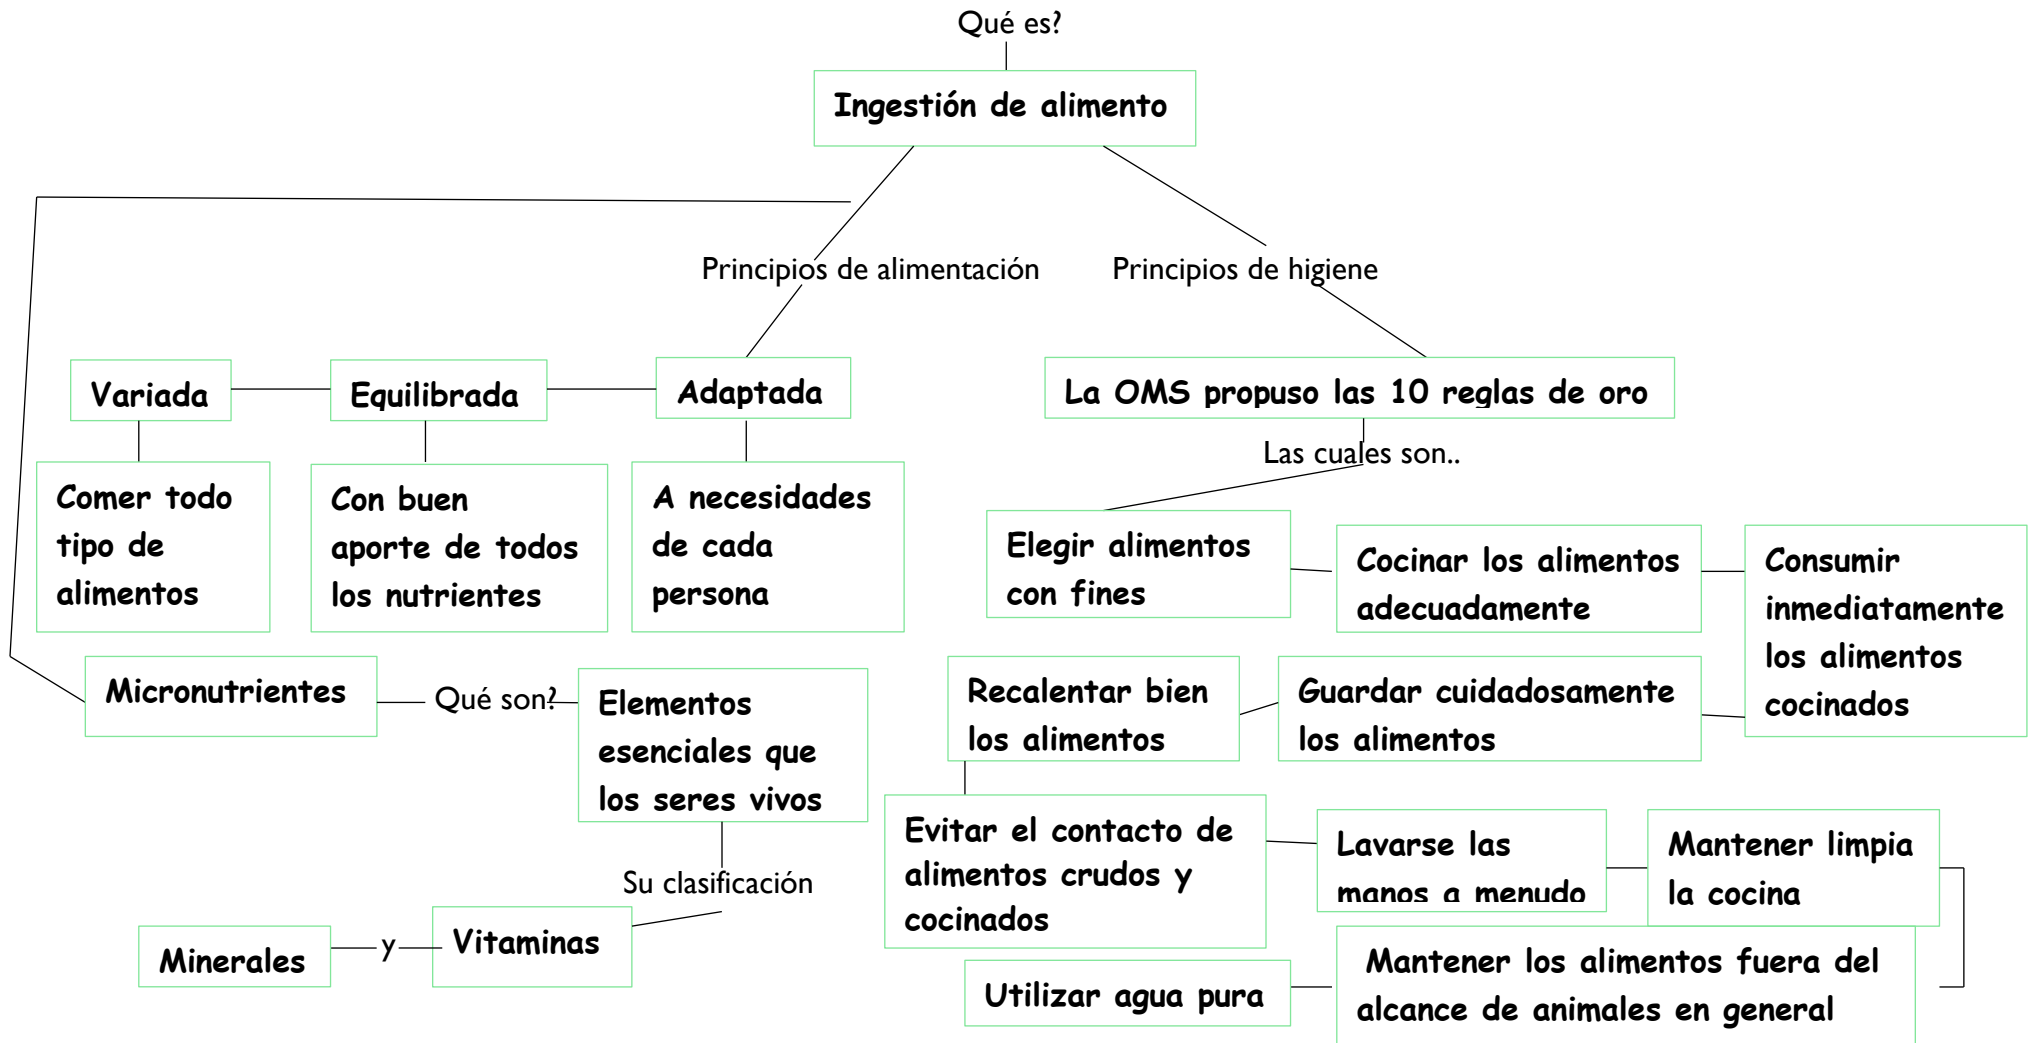 Qué es?
Ingestión de alimento
Principios de alimentación
Principios de higiene
Variada
Equilibrada
Adaptada
La OMS propuso las 10 reglas de oro
Las cuales son..
Comer todo
tipo de
alimentos
Con buen
aporte de todos
los nutrientes
A necesidades
de cada
persona
Elegir alimentos
con fines
Cocinar los alimentos
adecuadamente
Consumir
inmediatamente
los alimentos
cocinados
Micronutrientes
Qué son?
Elementos
esenciales que
los seres vivos
Recalentar bien
los alimentos
Guardar cuidadosamente
los alimentos
Evitar el contacto de
alimentos crudos y
cocinados
Lavarse las
manos a menudo
Mantener limpia
la cocina
Su clasificación
Minerales
y
Vitaminas
Utilizar agua pura
Mantener los alimentos fuera del
alcance de animales en general